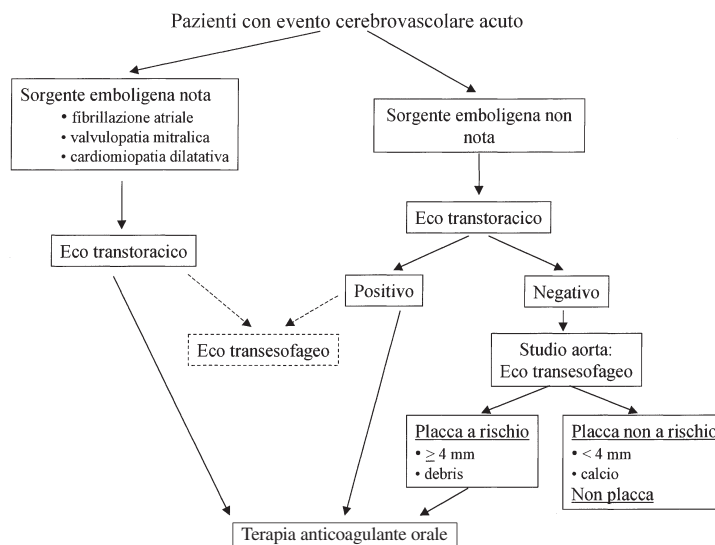 Pazienti con evento cerebrovascolare acuto
Sorgente emboligena nota
• fibrillazione atriale
• valvulopatia mitralica
• cardiomiopatia dilatativa
Sorgente emboligena non
nota
Eco transtoracico
Eco transtoracico
Positivo
Negativo
Eco transesofageo
Studio aorta:
Eco transesofageo
Placca a rischio
• ≥ 4 mm
• debris
Placca non a rischio
• < 4 mm
• calcio
Non placca
Terapia anticoagulante orale